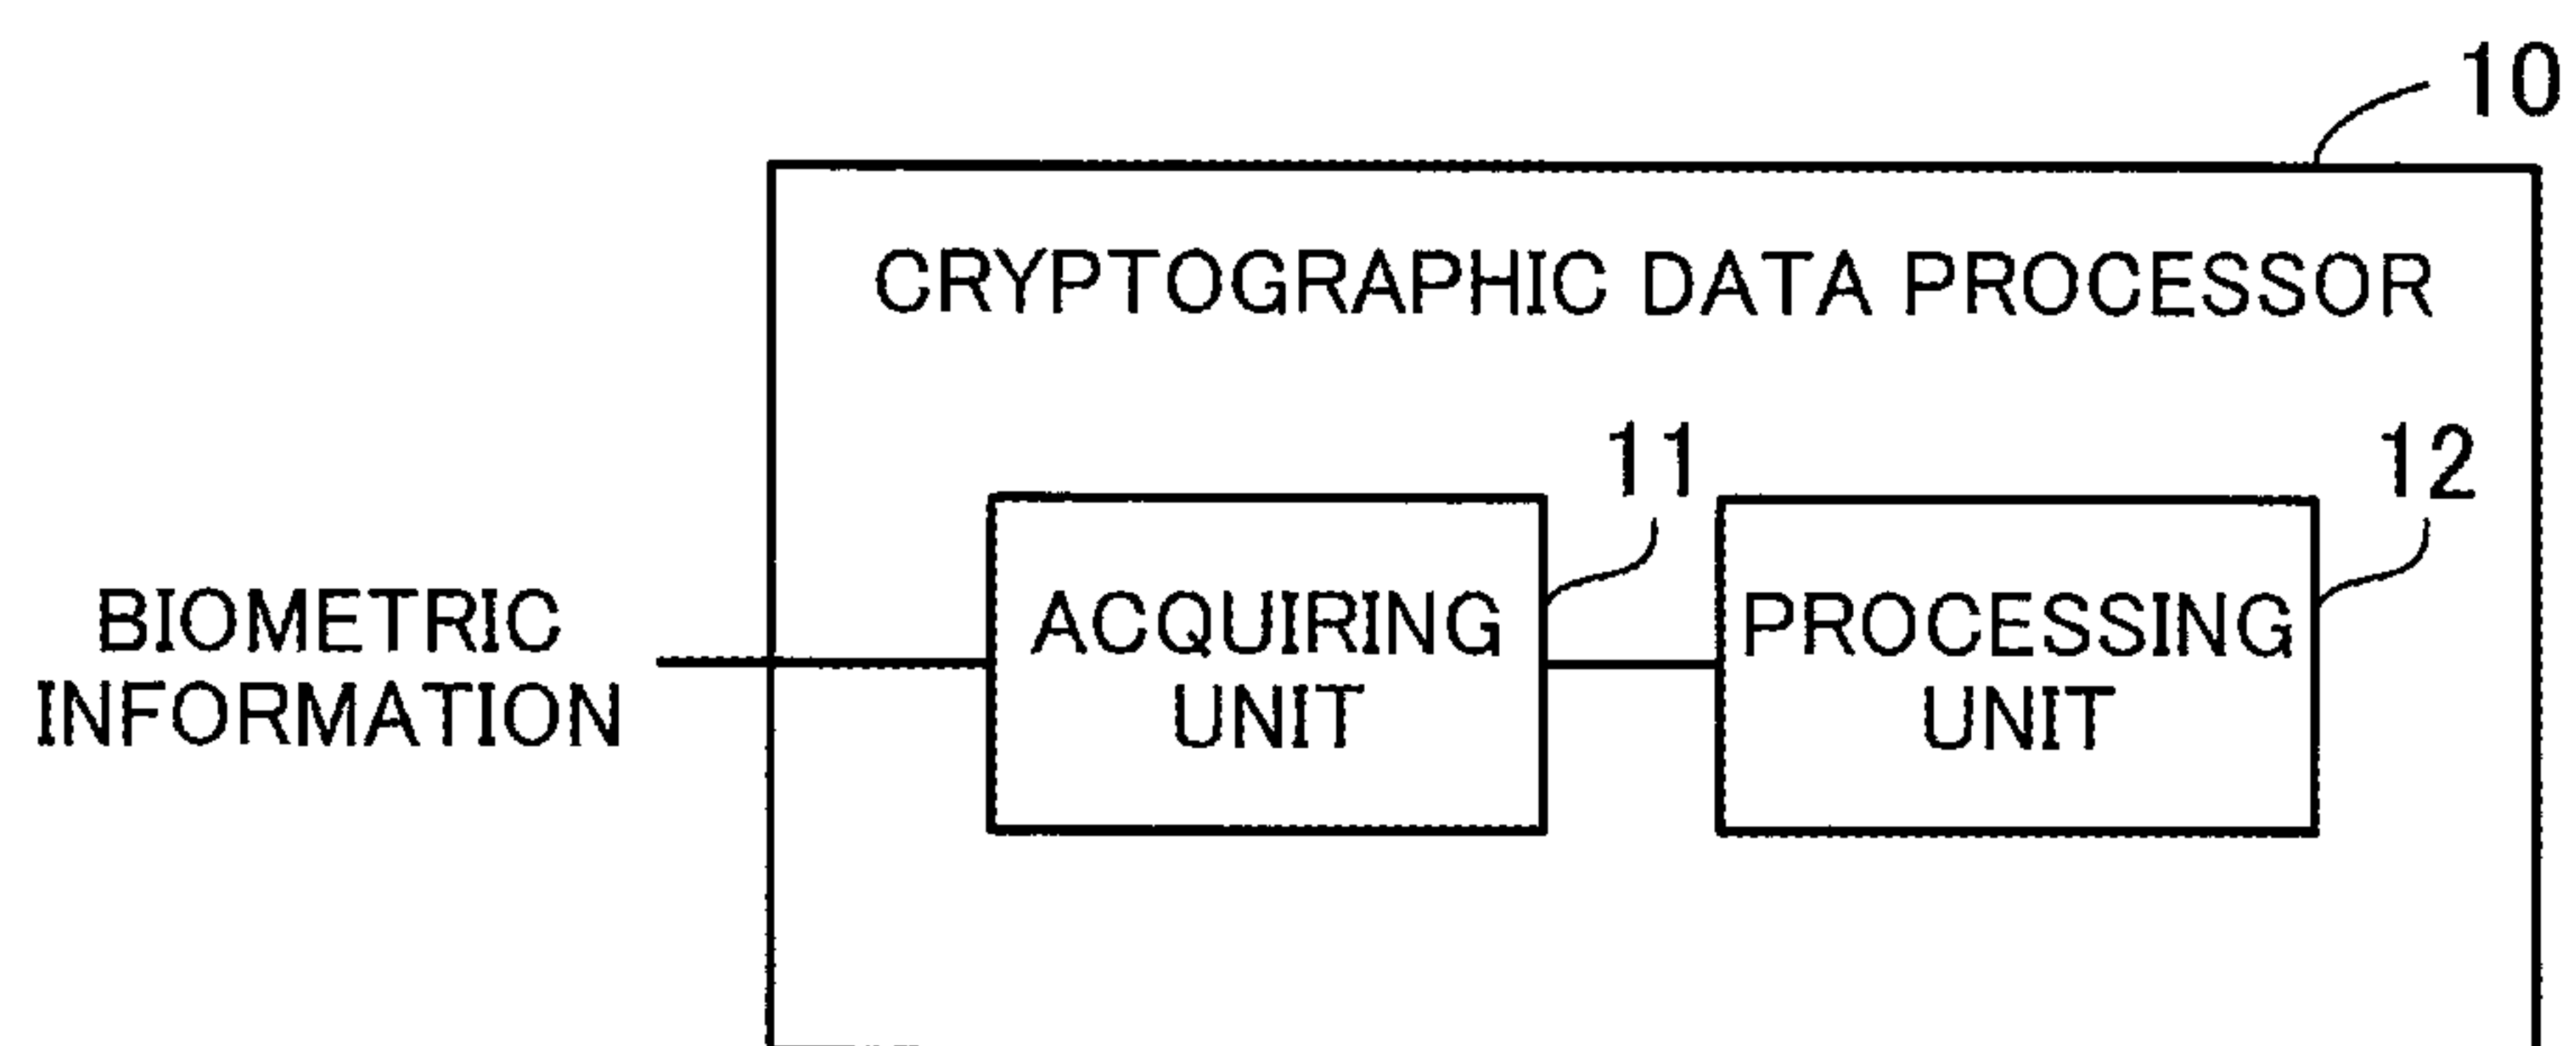 10
CRYPTOGRAPHIC DATA PROCESSOR
11
12
BIOMETRIC
INFORMATION
ACQUIRING
UNIT
PROCESSING
UNIT